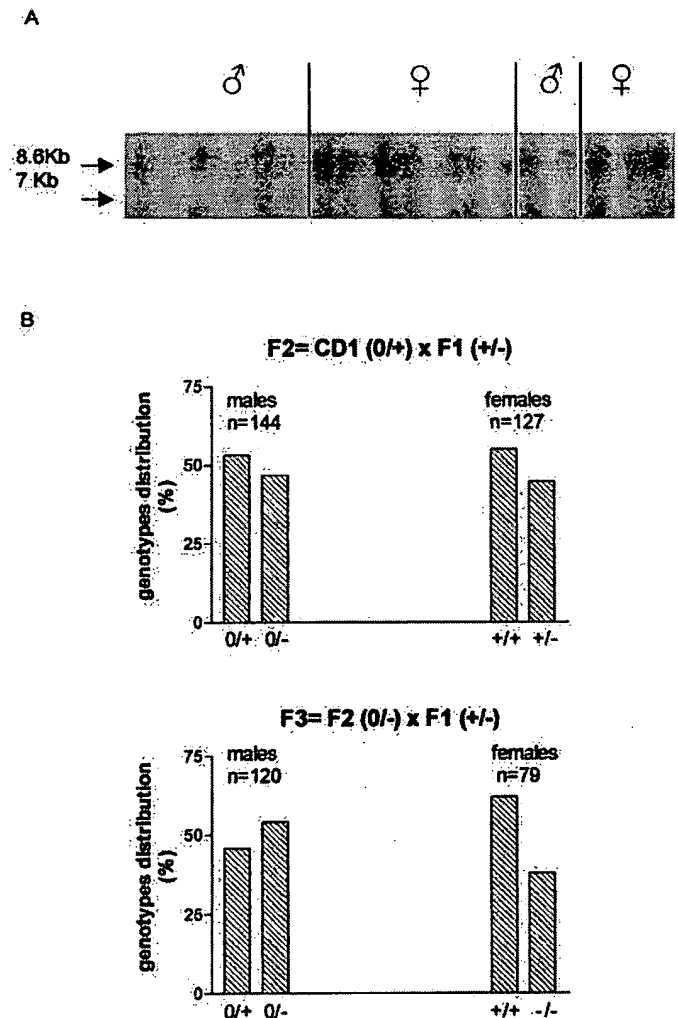 A
♂ ♀ ♂ ♀
8.6Kb
7 Kb
B
F2= CD1 (0/+) x F1 (+/-)
genotypes distribution
(%)
75
50
25
0
males
n=144
females
n=127
0/+ 0/- +/+ +/-
F3= F2 (0/-) x F1 (+/-)
genotypes distribution
(%)
75
50
25
0
males
n=120
females
n=79
0/+ 0/- +/+ -/-